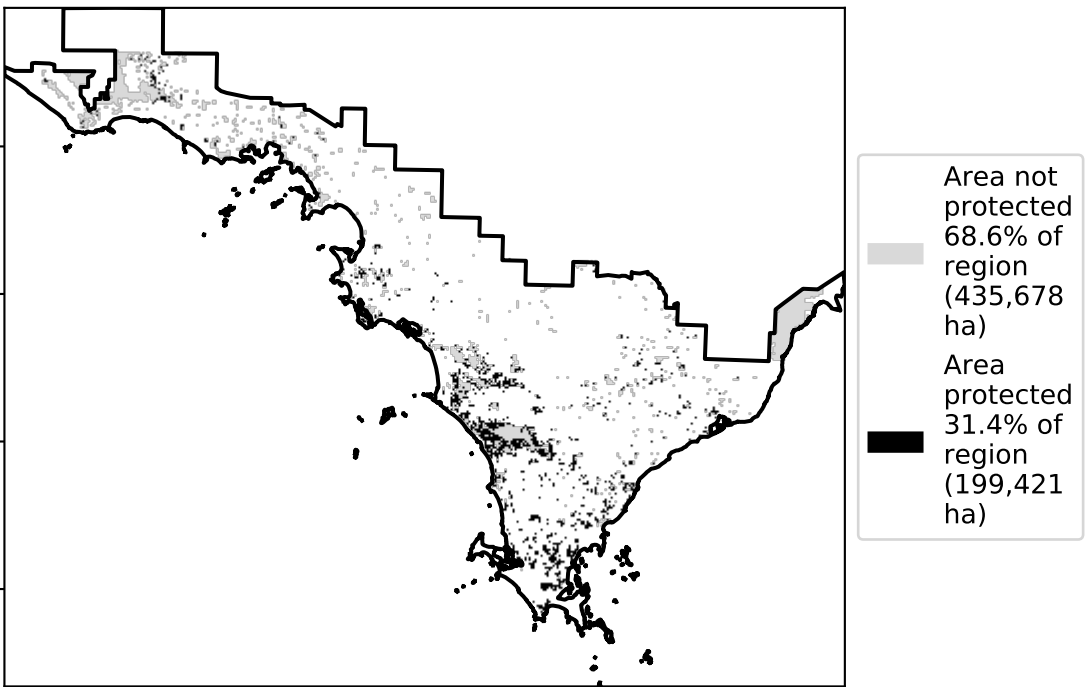 Area not
protected
68.6% of
region
(435,678
ha)
Area
protected
31.4% of
region
(199,421
ha)